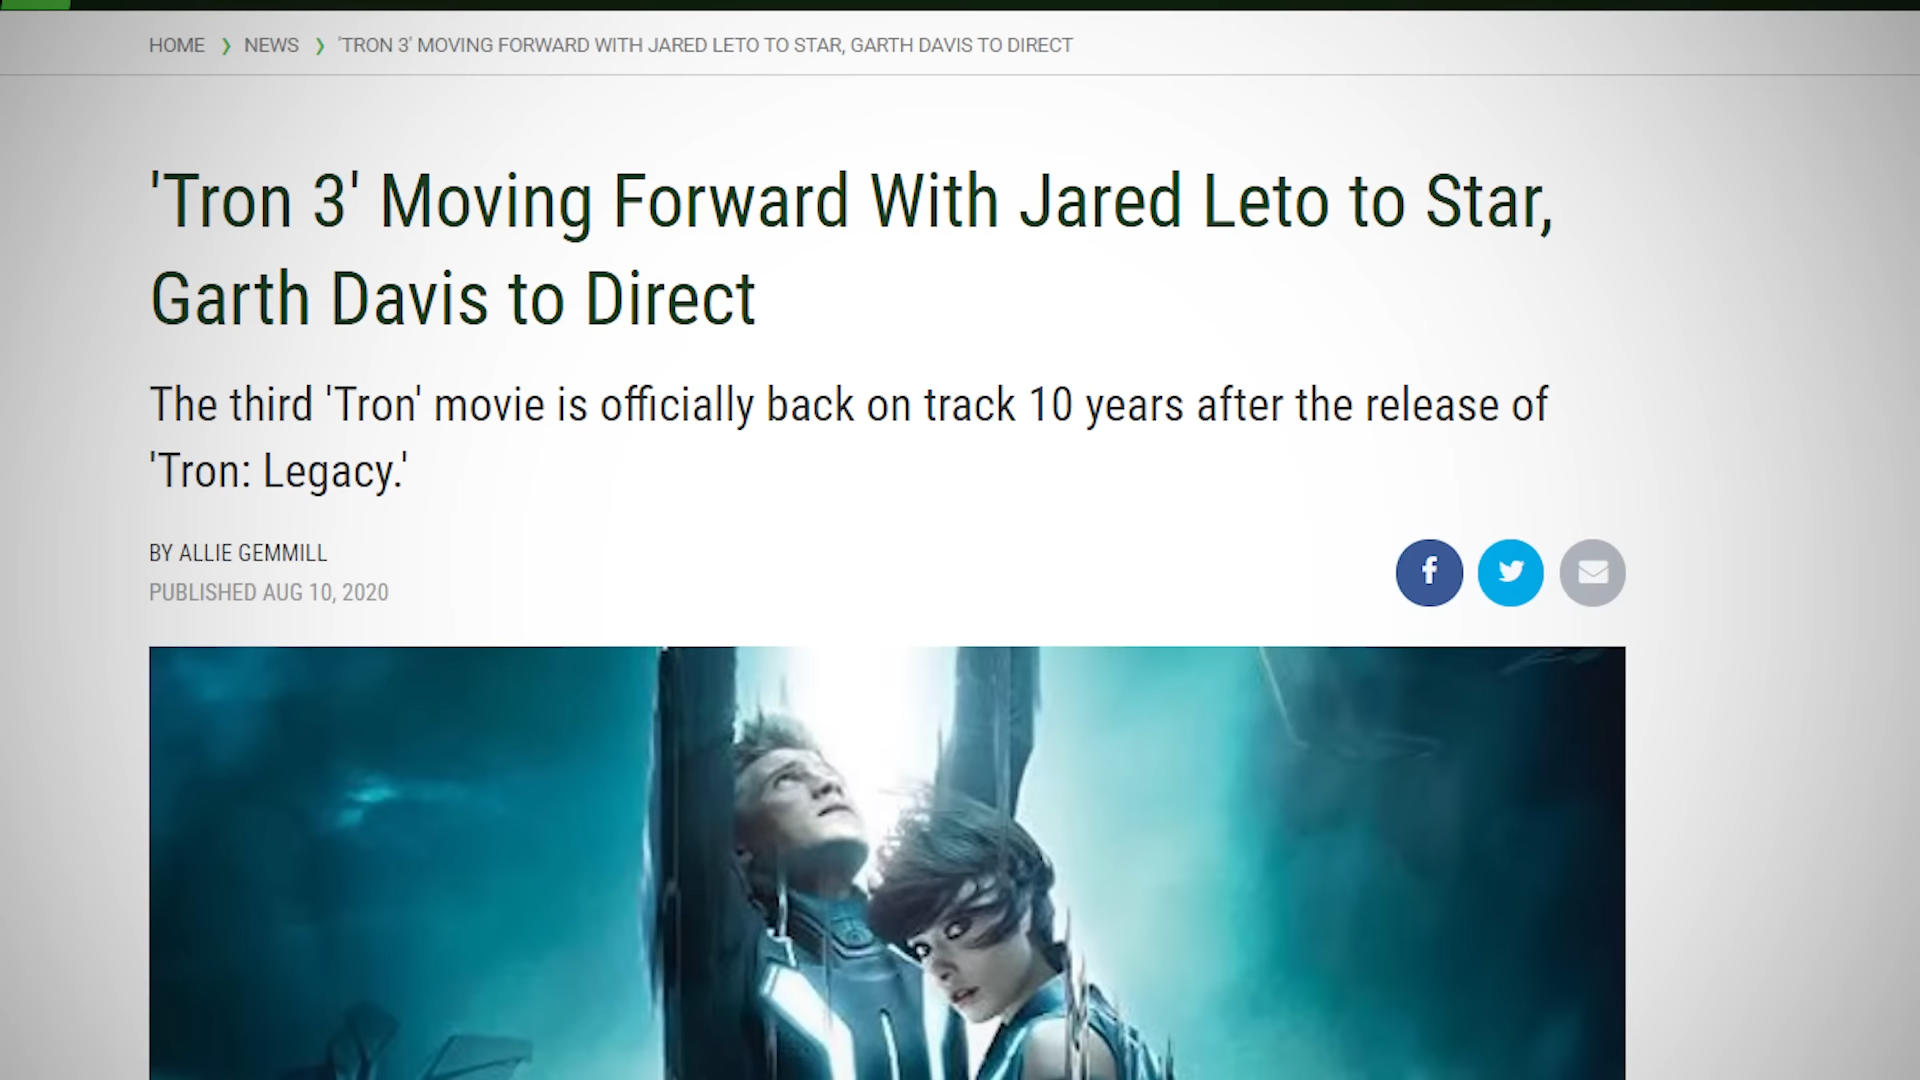 HOME > NEWS > 'TRON 3' MOVING FORWARD WITH JARED LETO TO STAR, GARTH DAVIS TO DIRECT
'Tron 3' Moving Forward With Jared Leto to Star,
Garth Davis to Direct
The third 'Tron' movie is officially back on track 10 years after the release of
'Tron: Legacy.'
BY ALLIE GEMMILL
PUBLISHED AUG 10, 2020